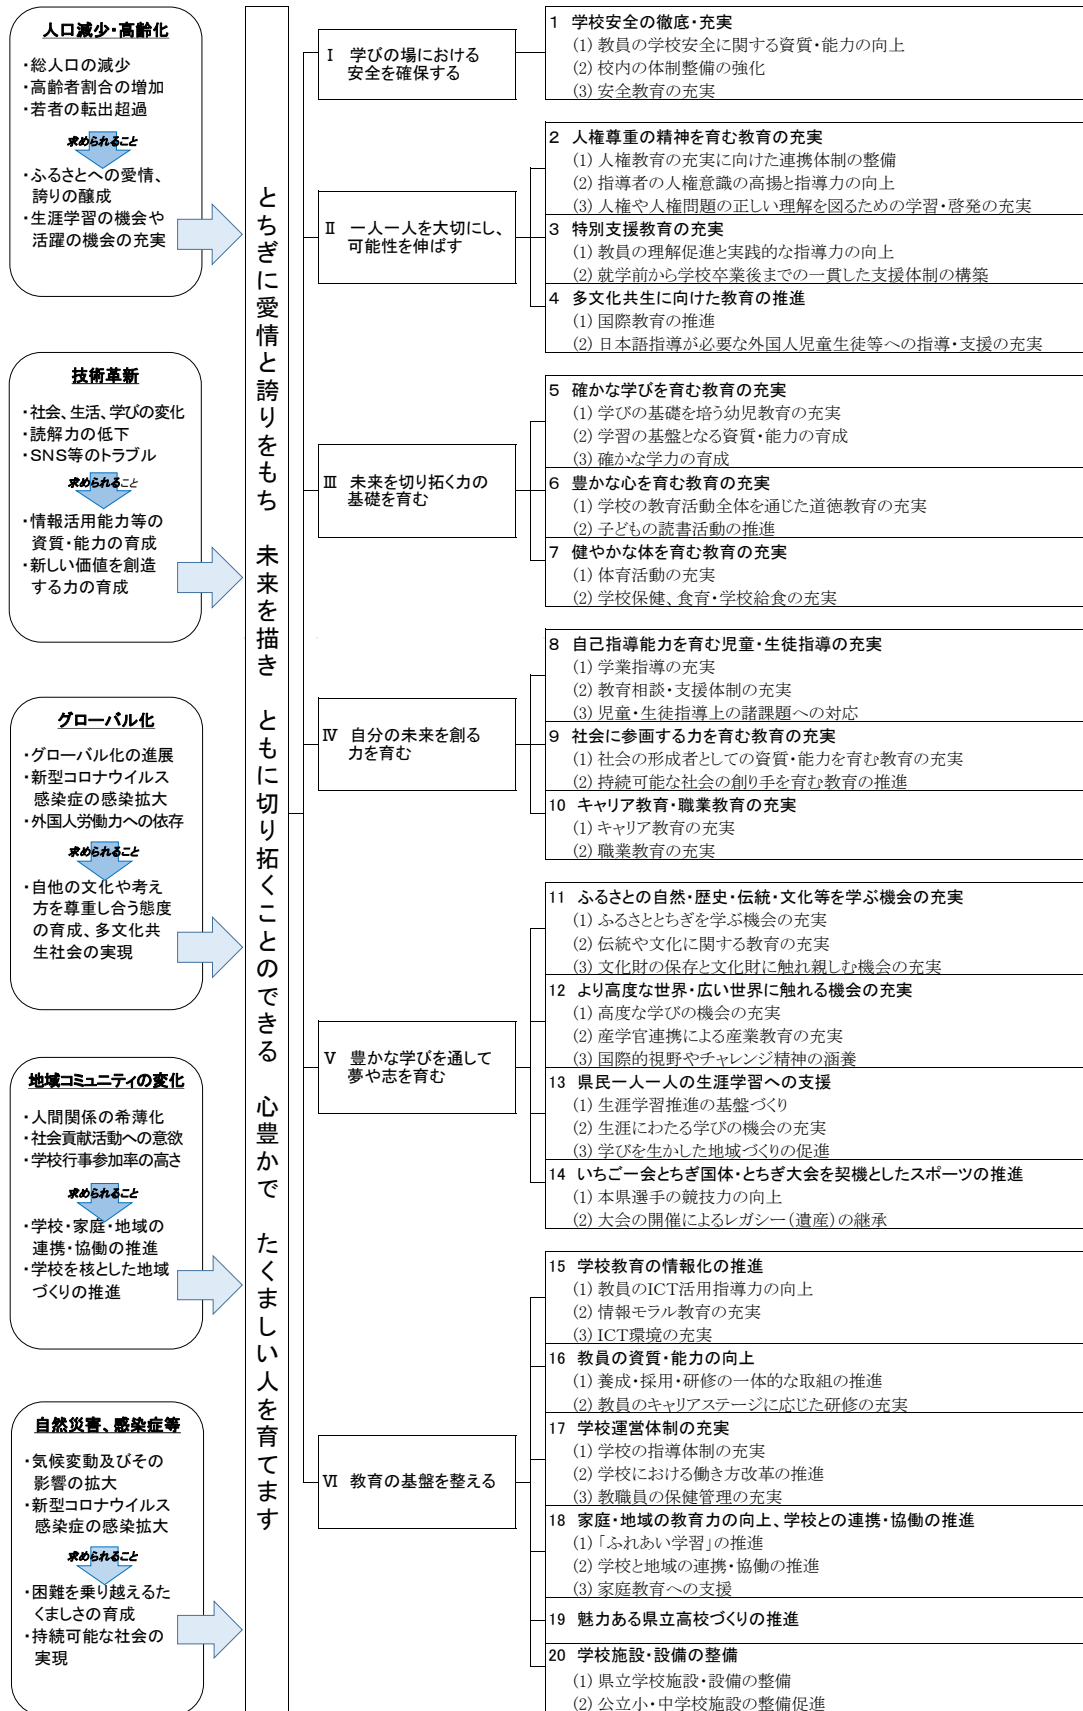 人口減少・高齢化
・総人口の減少
・高齢者割合の増加
・若者の転出超過
求められること
・ふるさとへの愛情、
誇りの醸成
・生涯学習の機会や
活躍の機会の充実
技術革新
・社会、生活、学びの変化
・読解力の低下
・SNS等のトラブル
求められること
・情報活用能力等の
資質・能力の育成
・新しい価値を創造
する力の育成
グローバル化
・グローバル化の進展
・新型コロナウイルス
感染症の感染拡大
・外国人労働力への依存
求められること
・自他の文化や考え
方を尊重し合う態度
の育成、多文化共
生社会の実現
地域コミュニティの変化
・人間関係の希薄化
・社会貢献活動への意欲
・学校行事参加率の高さ
求められること
・学校・家庭・地域の
連携・協働の推進
・学校を核とした地域
づくりの推進
自然災害、感染症等
・気候変動及びその
影響の拡大
・新型コロナウイルス
感染症の感染拡大
求められること
・困難を乗り越えるた
くましさの育成
・持続可能な社会の
実現
とちぎに愛情と誇りをもち 未来を描き ともに切り拓くことのできる 心豊かで たくましい人を育てます
Ⅰ 学びの場における
安全を確保する
1 学校安全の徹底・充実
(1) 教員の学校安全に関する資質・能力の向上
(2) 校内の体制整備の強化
(3) 安全教育の充実
Ⅱ 一人一人を大切にし、
可能性を伸ばす
2 人権尊重の精神を育む教育の充実
(1) 人権教育の充実に向けた連携体制の整備
(2) 指導者の人権意識の高揚と指導力の向上
(3) 人権や人権問題の正しい理解を図るための学習・啓発の充実
3 特別支援教育の充実
(1) 教員の理解促進と実践的な指導力の向上
(2) 就学前から学校卒業後までの一貫した支援体制の構築
4 多文化共生に向けた教育の推進
(1) 国際教育の推進
(2) 日本語指導が必要な外国人児童生徒等への指導・支援の充実
Ⅲ 未来を切り拓く力の
基礎を育む
5 確かな学びを育む教育の充実
(1) 学びの基礎を培う幼児教育の充実
(2) 学習の基盤となる資質・能力の育成
(3) 確かな学力の育成
6 豊かな心を育む教育の充実
(1) 学校の教育活動全体を通じた道徳教育の充実
(2) 子どもの読書活動の推進
7 健やかな体を育む教育の充実
(1) 体育活動の充実
(2) 学校保健、食育・学校給食の充実
Ⅳ 自分の未来を創る
力を育む
8 自己指導能力を育む児童・生徒指導の充実
(1) 学業指導の充実
(2) 教育相談・支援体制の充実
(3) 児童・生徒指導上の諸課題への対応
9 社会に参画する力を育む教育の充実
(1) 社会の形成者としての資質・能力を育む教育の充実
(2) 持続可能な社会の創り手を育む教育の推進
10 キャリア教育・職業教育の充実
(1) キャリア教育の充実
(2) 職業教育の充実
Ⅴ 豊かな学びを通して
夢や志を育む
11 ふるさとの自然・歴史・伝統・文化等を学ぶ機会の充実
(1) ふるさととちぎを学ぶ機会の充実
(2) 伝統や文化に関する教育の充実
(3) 文化財の保存と文化財に触れ親しむ機会の充実
12 より高度な世界・広い世界に触れる機会の充実
(1) 高度な学びの機会の充実
(2) 産学官連携による産業教育の充実
(3) 国際的視野やチャレンジ精神の涵養
13 県民一人一人の生涯学習への支援
(1) 生涯学習推進の基盤づくり
(2) 生涯にわたる学びの機会の充実
(3) 学びを生かした地域づくりの促進
14 いちご一会とちぎ国体・とちぎ大会を契機としたスポーツの推進
(1) 本県選手の競技力の向上
(2) 大会の開催によるレガシー（遺産）の継承
Ⅵ 教育の基盤を整える
15 学校教育の情報化の推進
(1) 教員のICT活用指導力の向上
(2) 情報モラル教育の充実
(3) ICT環境の充実
16 教員の資質・能力の向上
(1) 養成・採用・研修の一体的な取組の推進
(2) 教員のキャリアステージに応じた研修の充実
17 学校運営体制の充実
(1) 学校の指導体制の充実
(2) 学校における働き方改革の推進
(3) 教職員の保健管理の充実
18 家庭・地域の教育力の向上、学校との連携・協働の推進
(1) 「ふれあい学習」の推進
(2) 学校と地域の連携・協働の推進
(3) 家庭教育への支援
19 魅力ある県立高校づくりの推進
20 学校施設・設備の整備
(1) 県立学校施設・設備の整備
(2) 公立小・中学校施設の整備促進